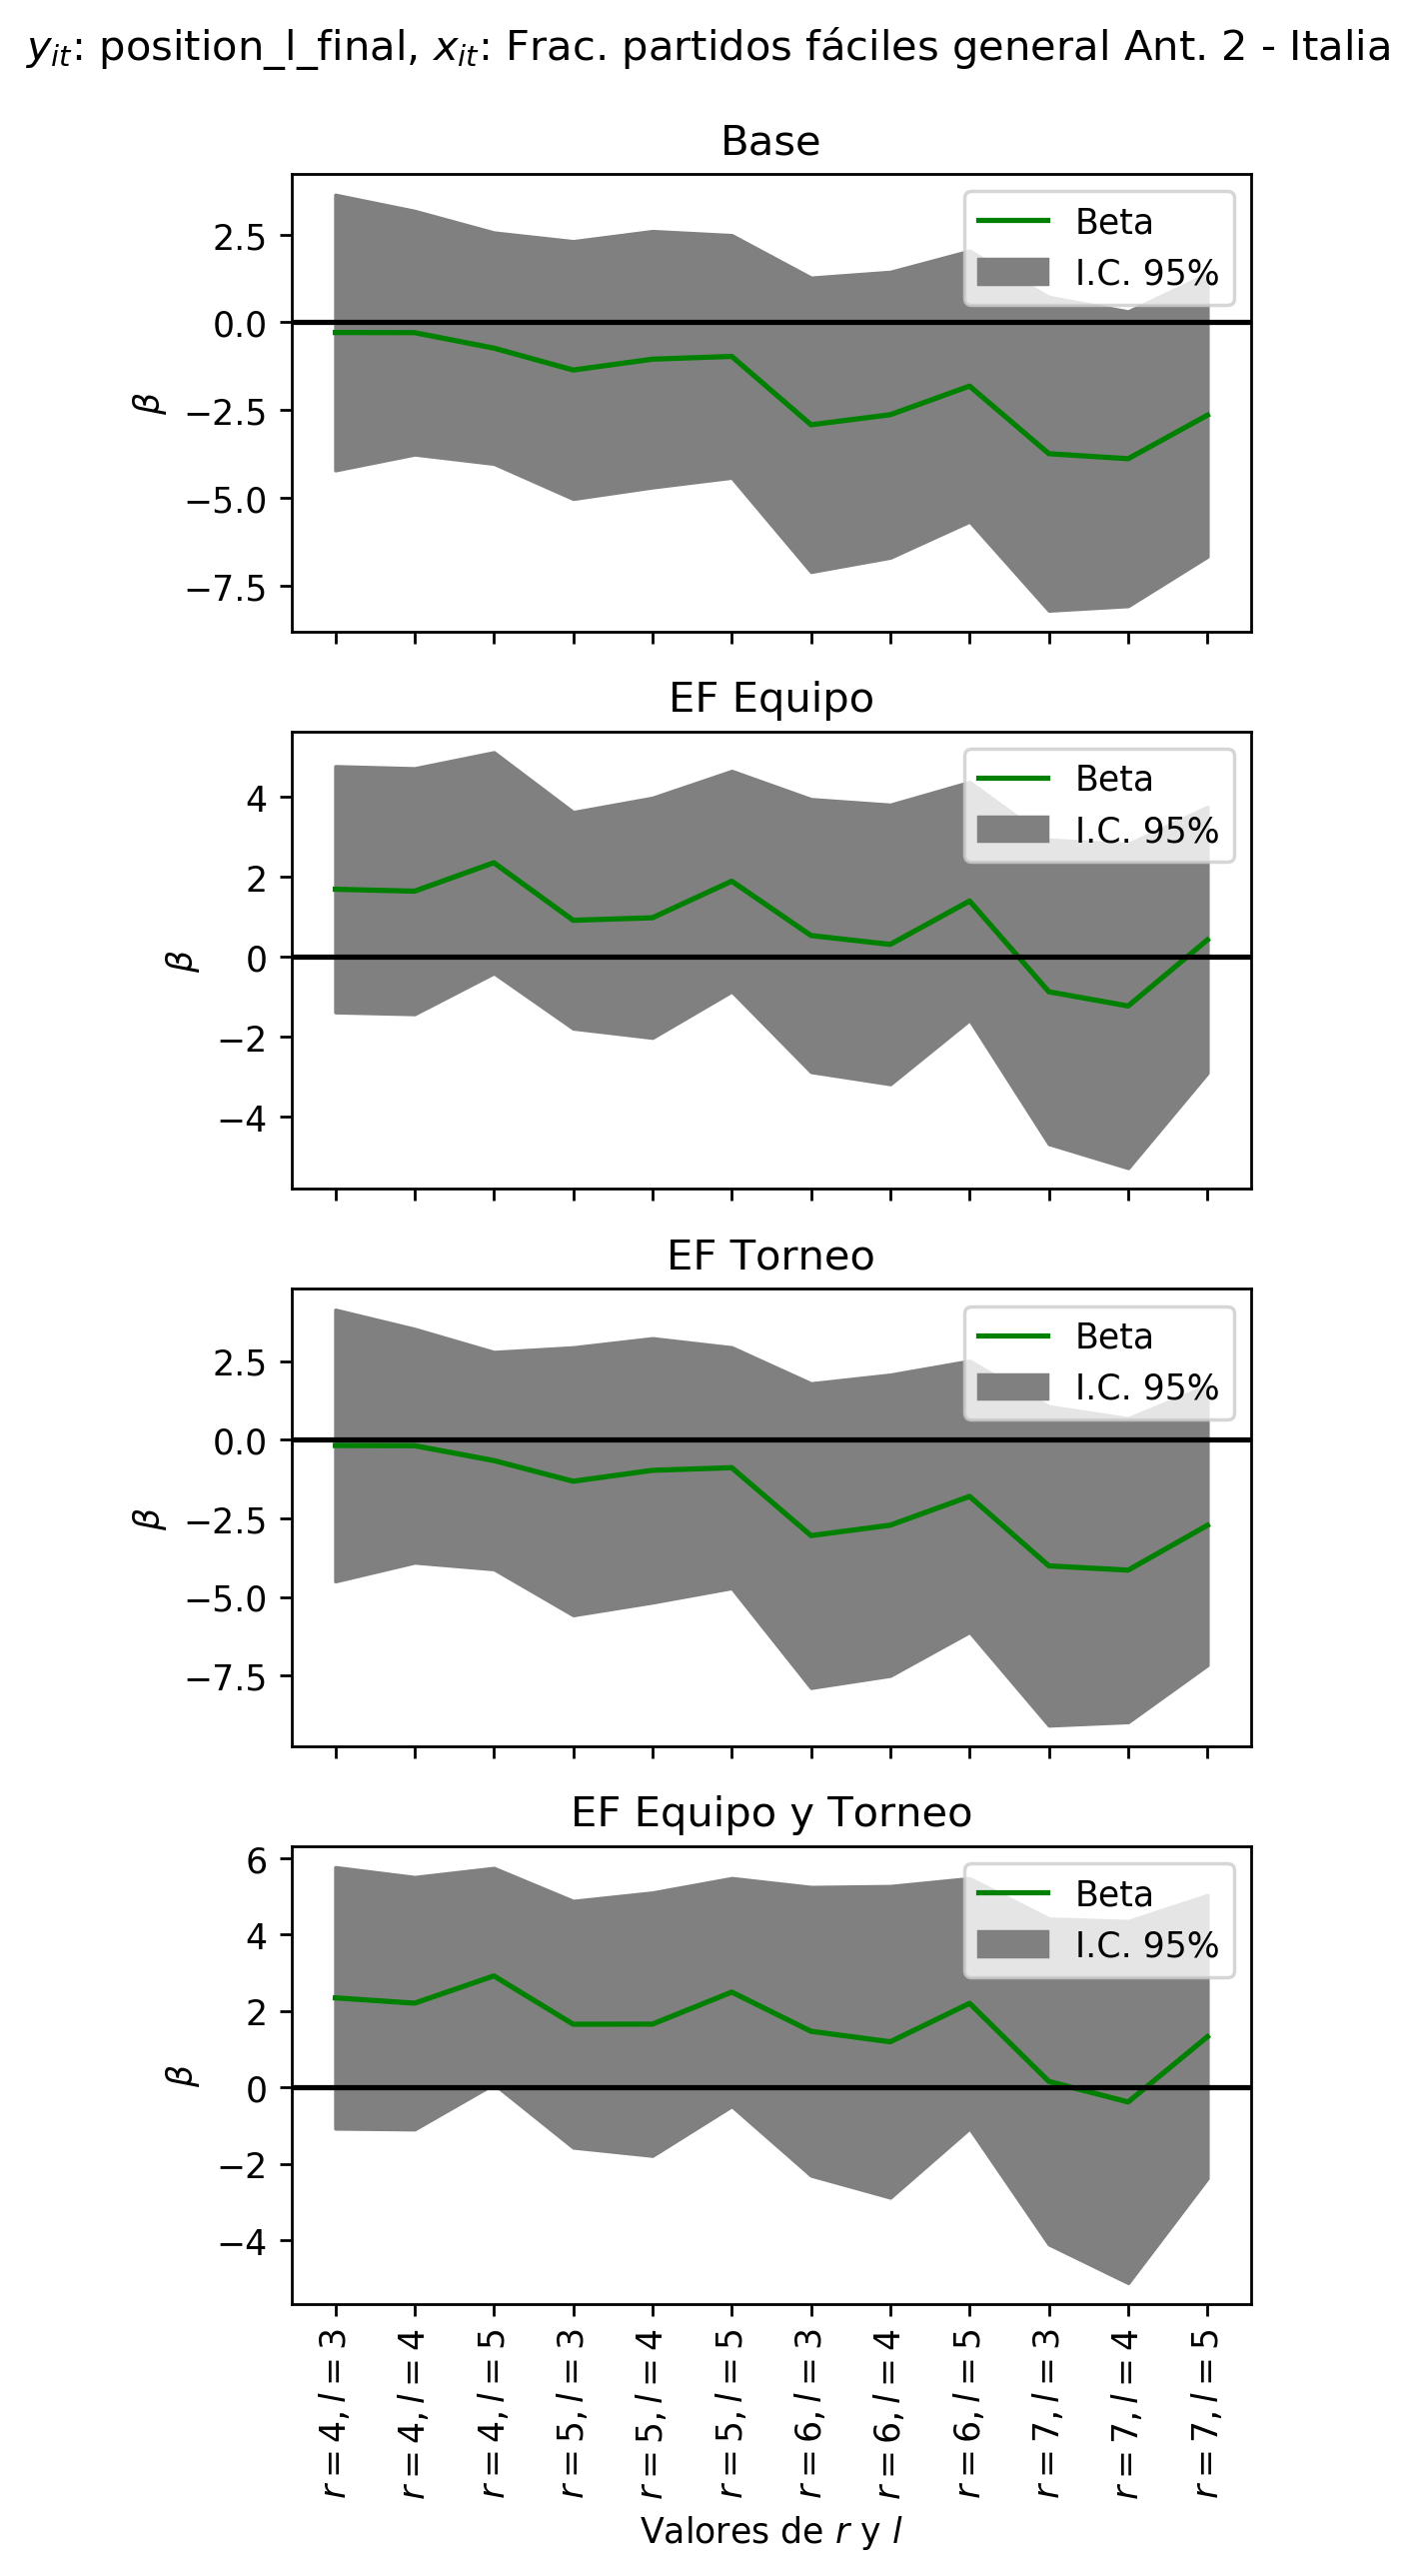 y_it: position_l_final, x_it: Frac. partidos fáciles general Ant. 2 - Italia
Base
Beta
I.C. 95%
2.5
0.0
−2.5
−5.0
−7.5
β
EF Equipo
Beta
I.C. 95%
4
2
0
−2
−4
β
EF Torneo
Beta
I.C. 95%
2.5
0.0
−2.5
−5.0
−7.5
β
EF Equipo y Torneo
Beta
I.C. 95%
6
4
2
0
−2
−4
β
r = 4, l = 3
r = 4, l = 4
r = 4, l = 5
r = 5, l = 3
r = 5, l = 4
r = 5, l = 5
r = 6, l = 3
r = 6, l = 4
r = 6, l = 5
r = 7, l = 3
r = 7, l = 4
r = 7, l = 5
Valores de r y l